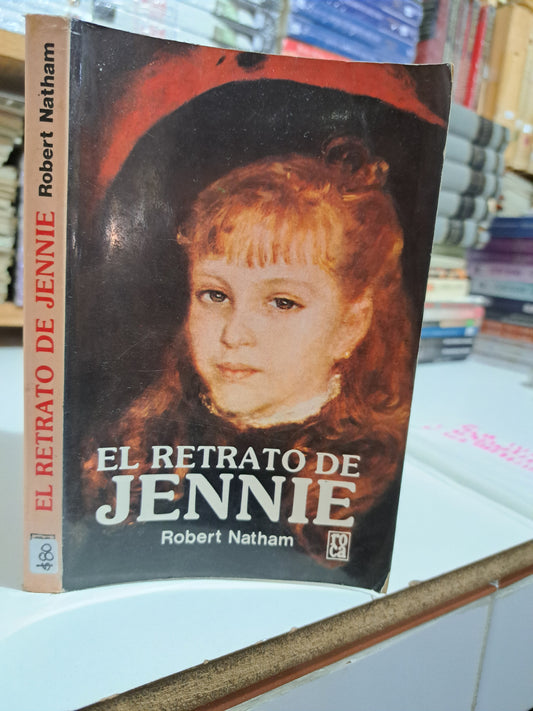 EL RETRATO DE JENNIE Robert Natham
$80
EL RETRATO DE
JENNIE
Robert Natham
roca